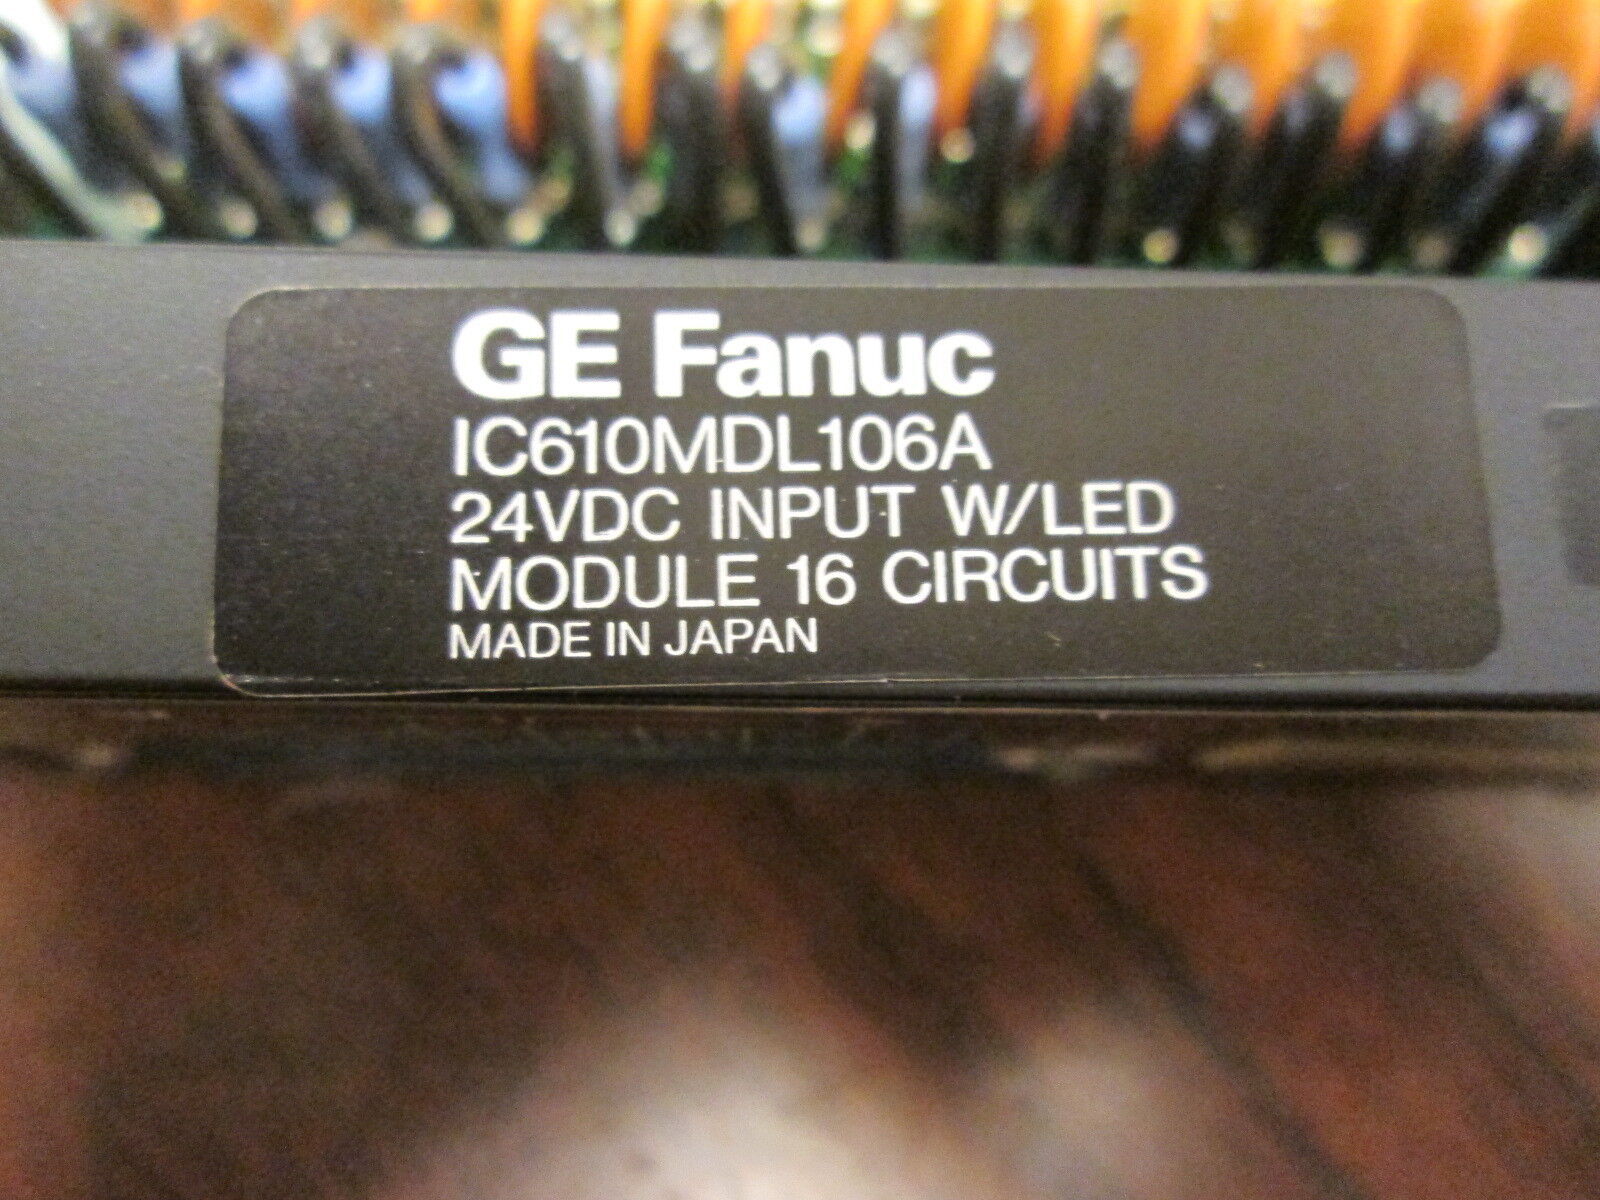 GE Fanuc
IC610MDL106A
24VDC INPUT W/LED
MODULE 16 CIRCUITS
MADE IN JAPAN